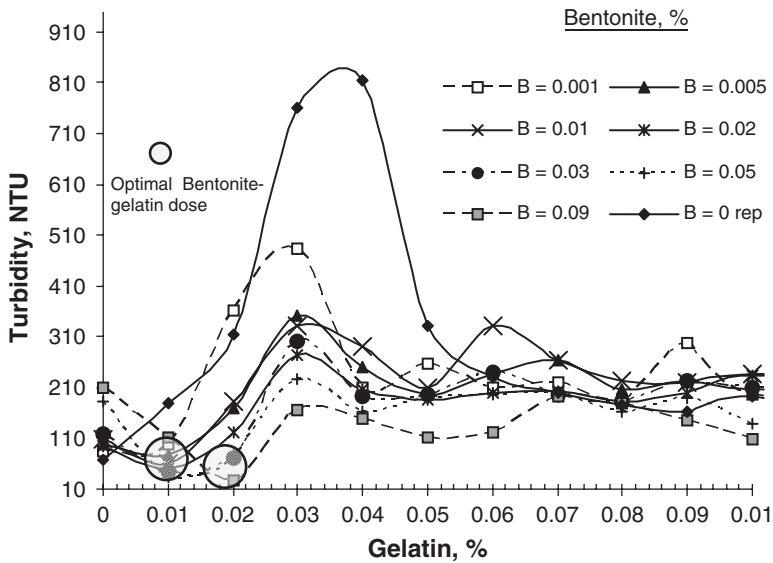 Bentonite, %
B = 0.001
B = 0.005
B = 0.01
B = 0.02
B = 0.03
B = 0.05
B = 0.09
B = 0 rep
Optimal Bentonite-
gelatin dose
Turbidity, NTU
910
810
710
610
510
410
310
210
110
10
0 0.01 0.02 0.03 0.04 0.05 0.06 0.07 0.08 0.09 0.01
Gelatin, %